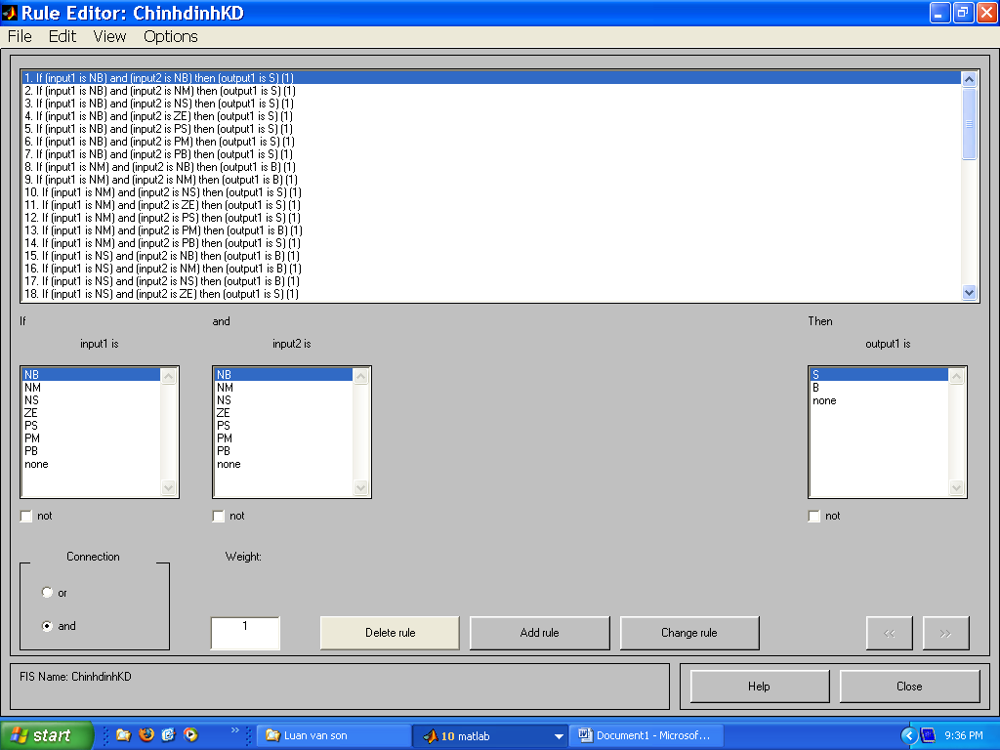 Rule Editor: ChinhdinhKD
File Edit View Options
1. If (input1 is NB) and (input2 is NB) then (output1 is S) (1)
2. If (input1 is NB) and (input2 is NM) then (output1 is S) (1)
3. If (input1 is NB) and (input2 is NS) then (output1 is S) (1)
4. If (input1 is NB) and (input2 is ZE) then (output1 is S) (1)
5. If (input1 is NB) and (input2 is PS) then (output1 is S) (1)
6. If (input1 is NB) and (input2 is PM) then (output1 is S) (1)
7. If (input1 is NB) and (input2 is PB) then (output1 is S) (1)
8. If (input1 is NM) and (input2 is NB) then (output1 is B) (1)
9. If (input1 is NM) and (input2 is NM) then (output1 is B) (1)
10. If (input1 is NM) and (input2 is NS) then (output1 is S) (1)
11. If (input1 is NM) and (input2 is ZE) then (output1 is S) (1)
12. If (input1 is NM) and (input2 is PS) then (output1 is S) (1)
13. If (input1 is NM) and (input2 is PM) then (output1 is B) (1)
14. If (input1 is NM) and (input2 is PB) then (output1 is S) (1)
15. If (input1 is NS) and (input2 is NB) then (output1 is B) (1)
16. If (input1 is NS) and (input2 is NM) then (output1 is B) (1)
17. If (input1 is NS) and (input2 is NS) then (output1 is B) (1)
18. If (input1 is NS) and (input2 is ZE) then (output1 is S) (1)
If and Then
input1 is input2 is output1 is
NB NB S
NM NM B
NS NS none
ZE ZE
PS PS
PM PM
PB PB
none none
not not not
Connection Weight:
or
and 1 Delete rule Add rule Change rule << >>
FIS Name: ChinhdinhKD Help Close
start » Luan van son 10 matlab Document1 - Microsof... 9:36 PM